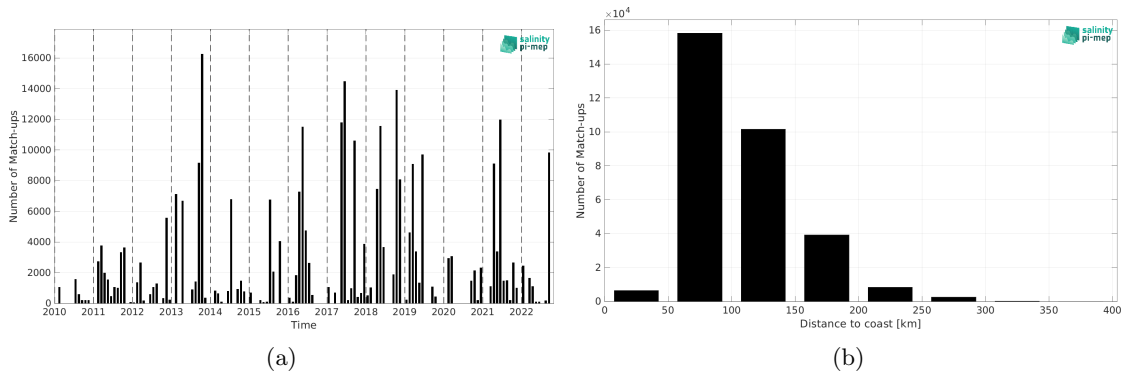 salinity
pi-mep
16000
14000
12000
10000
8000
6000
4000
2000
0
Number of Match-ups
2010 2011 2012 2013 2014 2015 2016 2017 2018 2019 2020 2021 2022
Time
(a)
×10⁴
salinity
pi-mep
16
14
12
10
8
6
4
2
0
Number of Match-ups
0 50 100 150 200 250 300 350 400
Distance to coast [km]
(b)